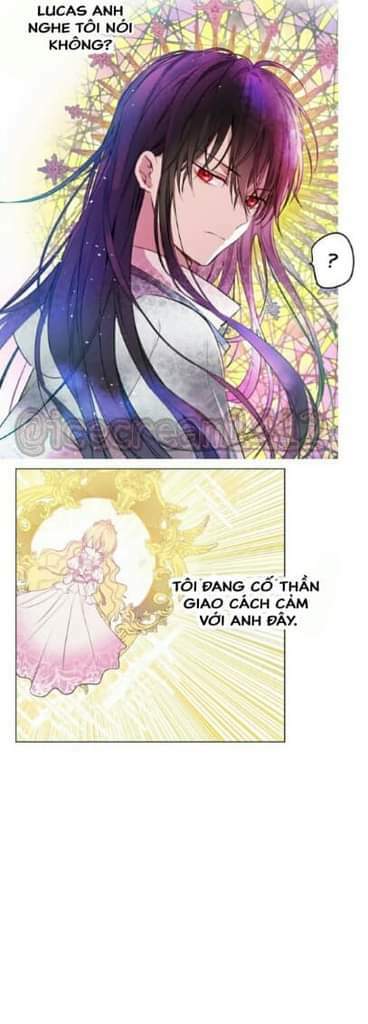 LUCAS ANH
NGHE TÔI NÓI
KHÔNG?
?
TÔI ĐANG CỐ THẦN
GIAO CÁCH CẢM
VỚI ANH ĐÂY.